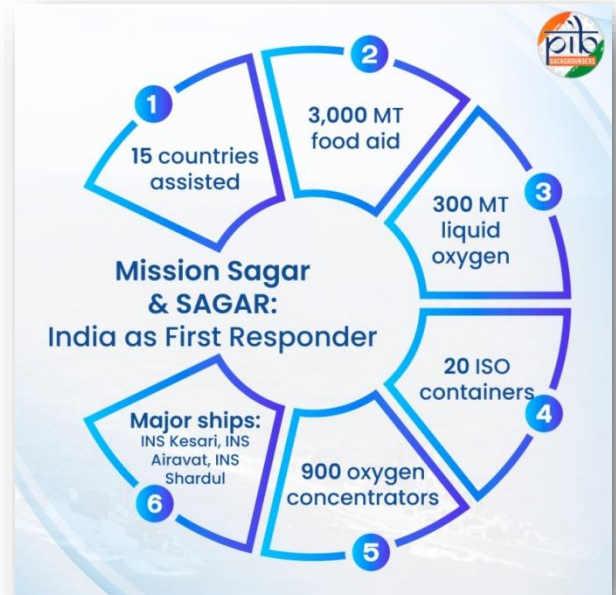 pib
BACKGROUNDERS
1
15 countries
assisted
2
3,000 MT
food aid
3
300 MT
liquid
oxygen
Mission Sagar
& SAGAR:
India as First Responder
20 ISO
containers
4
900 oxygen
concentrators
5
Major ships:
INS Kesari, INS
Airavat, INS
Shardul
6